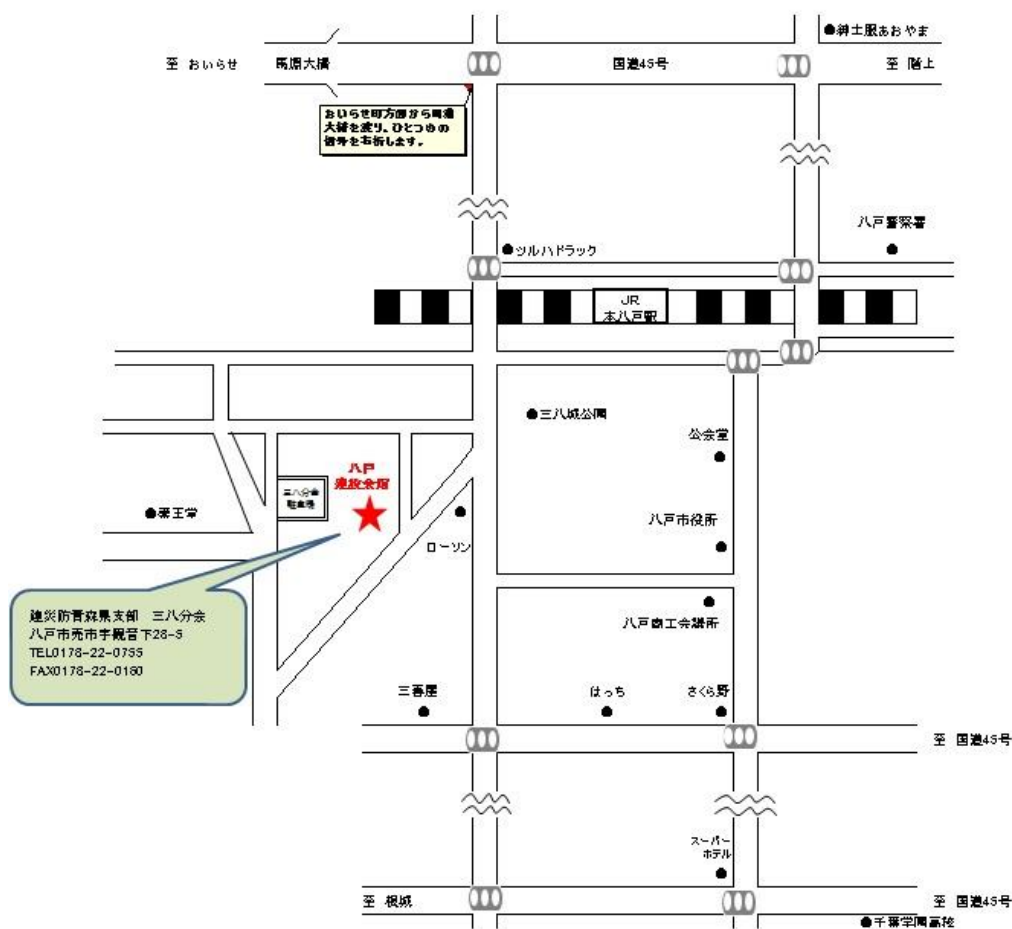 ●紳士服あおやま
至 おいらせ
馬淵大橋
国道45号
至 階上
おいらせ町方面から馬淵
大橋を渡り、ひとつめの
信号を右折します。
八戸警察署
●ツルハドラック
JR
本八戸駅
●三八城公園
公会堂
八戸
建設会館
三八分会
駐車場
●薬王堂
ローソン
八戸市役所
建災防青森県支部 三八分会
八戸市売市字観音下28-5
TEL0178-22-0755
FAX0178-22-0160
八戸商工会議所
三春屋
はっち
さくら野
至 国道45号
スーパー
ホテル
至 根城
至 国道45号
●千葉学園高校